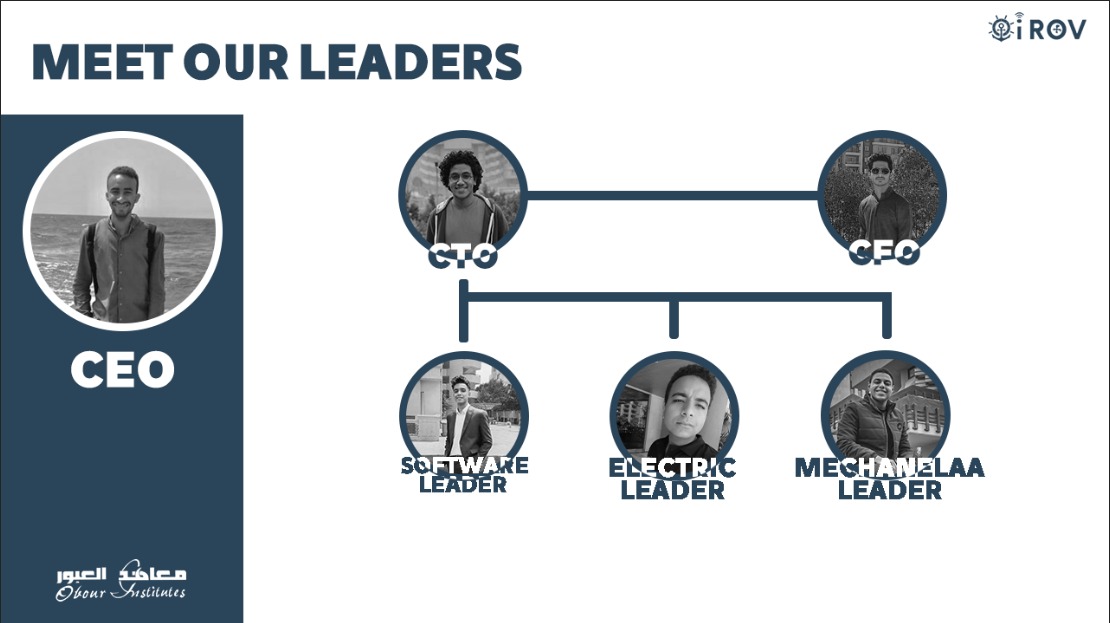 iROV
MEET OUR LEADERS
CEO
CTO
CFO
SOFTWARE
LEADER
ELECTRIC
LEADER
MECHANELAA
LEADER
معاهد العبور
Obour Institutes